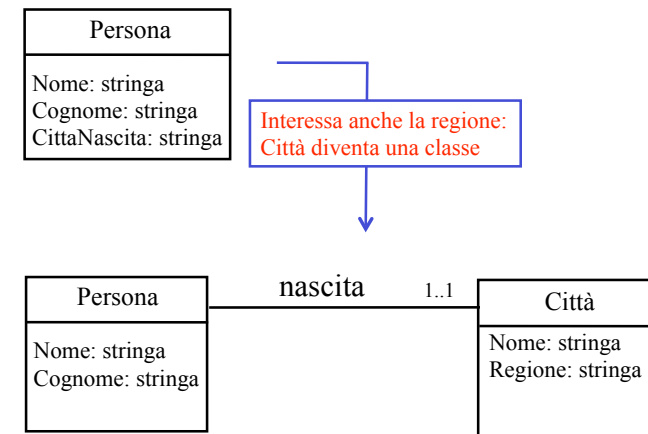 Persona
Nome: stringa
Cognome: stringa
CittaNascita: stringa
Interessa anche la regione:
Città diventa una classe
Persona
Nome: stringa
Cognome: stringa
nascita
1..1
Città
Nome: stringa
Regione: stringa